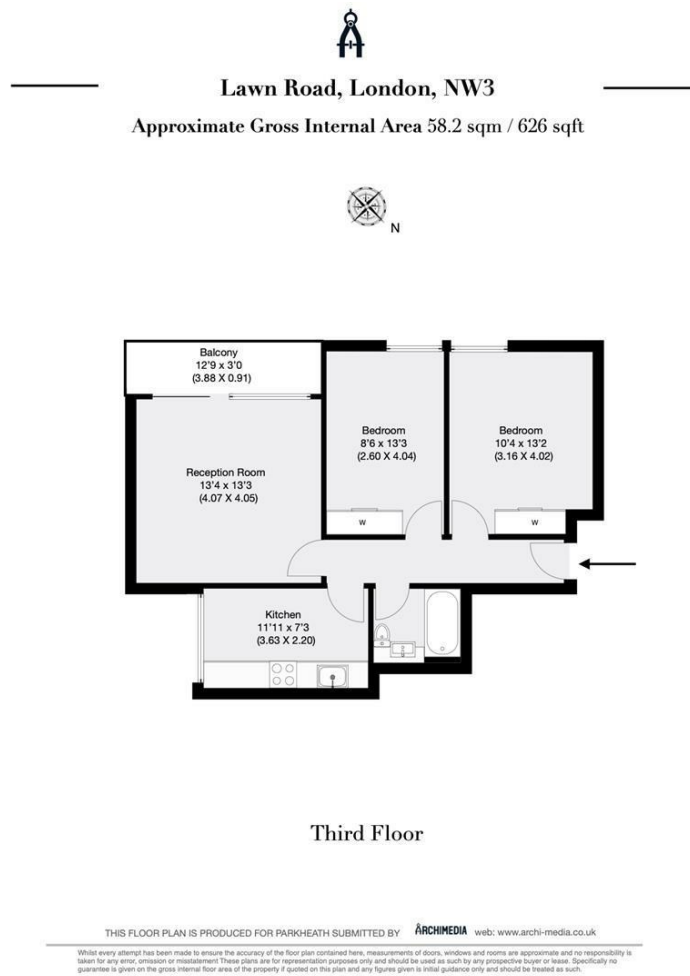 Lawn Road, London, NW3
Approximate Gross Internal Area 58.2 sqm / 626 sqft
N
Balcony
12'9 x 3'0
(3.88 X 0.91)
Bedroom
8'6 x 13'3
(2.60 X 4.04)
Bedroom
10'4 x 13'2
(3.16 X 4.02)
Reception Room
13'4 x 13'3
(4.07 X 4.05)
W
W
Kitchen
11'11 x 7'3
(3.63 X 2.20)
Third Floor
THIS FLOOR PLAN IS PRODUCED FOR PARKHEATH SUBMITTED BY ARCHIMEDIA web: www.archi-media.co.uk
Whilst every attempt has been made to ensure the accuracy of the floor plan contained here, measurements of doors, windows and rooms are approximate and no responsibility is
taken for any error, omission or misstatement These plans are for representation purposes only and should be used as such by any prospective buyer or lease. Specifically no
guarantee is given on the gross internal floor area of the property if quoted on this plan and any figures given is initial guidance only and should be treated as such.